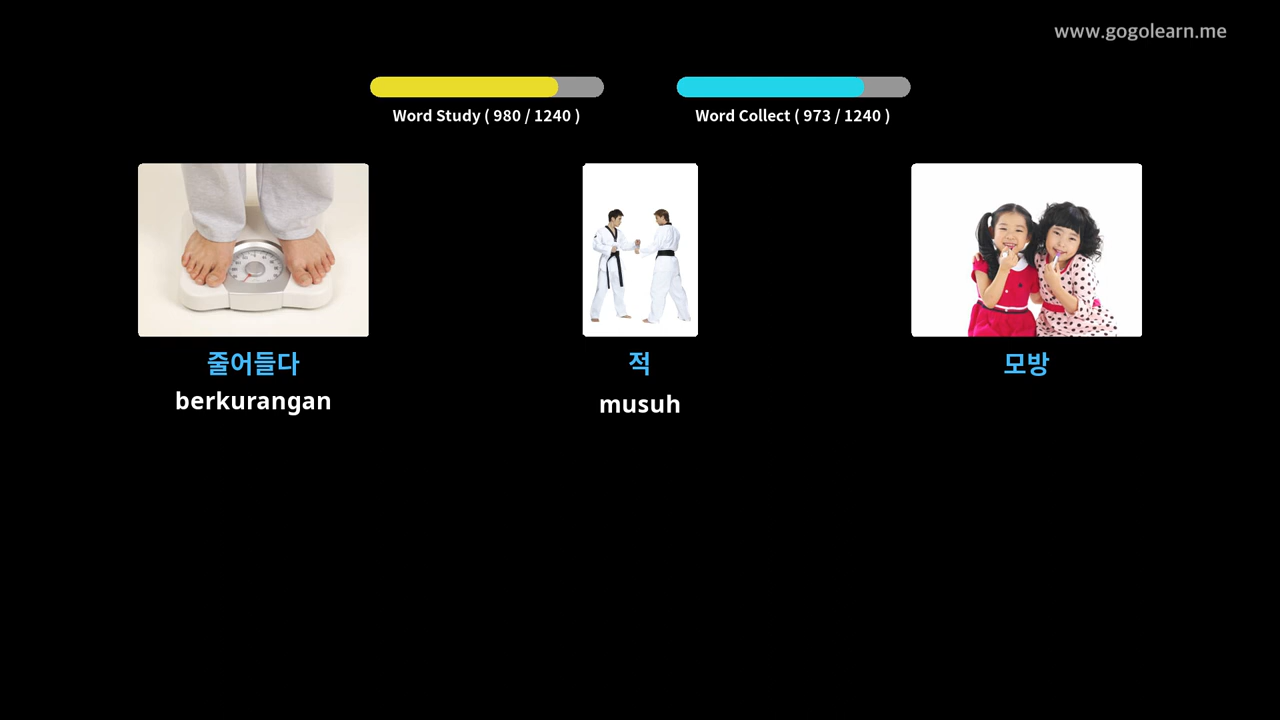 www.gogolearn.me
Word Study ( 980 / 1240 )
Word Collect ( 973 / 1240 )
줄어들다
berkurangan
적
musuh
모방